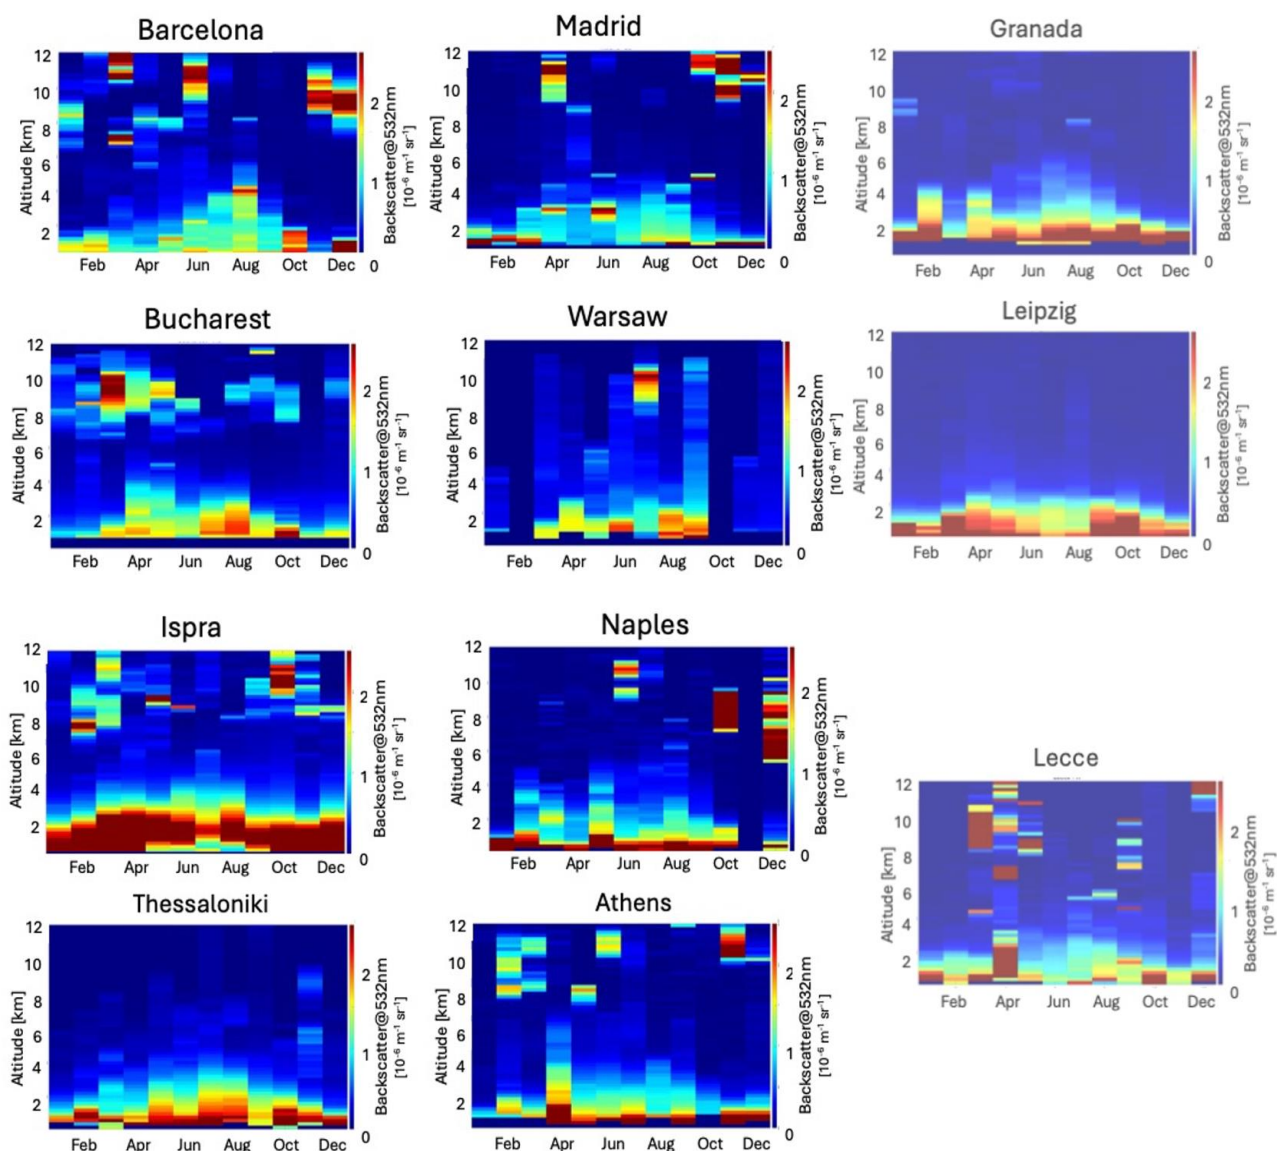 Barcelona
12
10
8
6
4
2
Altitude [km]
Feb Apr Jun Aug Oct Dec
2
1
0
Backscatter@532nm
[10⁻⁶ m⁻¹ sr⁻¹]
Madrid
12
10
8
6
4
2
Altitude [km]
Feb Apr Jun Aug Oct Dec
2
1
0
Backscatter@532nm
[10⁻⁶ m⁻¹ sr⁻¹]
Granada
12
10
8
6
4
2
Altitude [km]
Feb Apr Jun Aug Oct Dec
2
1
0
Backscatter@532nm
[10⁻⁶ m⁻¹ sr⁻¹]
Bucharest
12
10
8
6
4
2
Altitude [km]
Feb Apr Jun Aug Oct Dec
2
1
0
Backscatter@532nm
[10⁻⁶ m⁻¹ sr⁻¹]
Warsaw
12
10
8
6
4
2
Altitude [km]
Feb Apr Jun Aug Oct Dec
2
1
0
Backscatter@532nm
[10⁻⁶ m⁻¹ sr⁻¹]
Leipzig
12
10
8
6
4
2
Altitude [km]
Feb Apr Jun Aug Oct Dec
2
1
0
Backscatter@532nm
[10⁻⁶ m⁻¹ sr⁻¹]
Ispra
12
10
8
6
4
2
Altitude [km]
Feb Apr Jun Aug Oct Dec
2
1
0
Backscatter@532nm
[10⁻⁶ m⁻¹ sr⁻¹]
Naples
12
10
8
6
4
2
Altitude [km]
Feb Apr Jun Aug Oct Dec
2
1
0
Backscatter@532nm
[10⁻⁶ m⁻¹ sr⁻¹]
Lecce
12
10
8
6
4
2
Altitude [km]
Feb Apr Jun Aug Oct Dec
2
1
0
Backscatter@532nm
[10⁻⁶ m⁻¹ sr⁻¹]
Thessaloniki
12
10
8
6
4
2
Altitude [km]
Feb Apr Jun Aug Oct Dec
2
1
0
Backscatter@532nm
[10⁻⁶ m⁻¹ sr⁻¹]
Athens
12
10
8
6
4
2
Altitude [km]
Feb Apr Jun Aug Oct Dec
2
1
0
Backscatter@532nm
[10⁻⁶ m⁻¹ sr⁻¹]